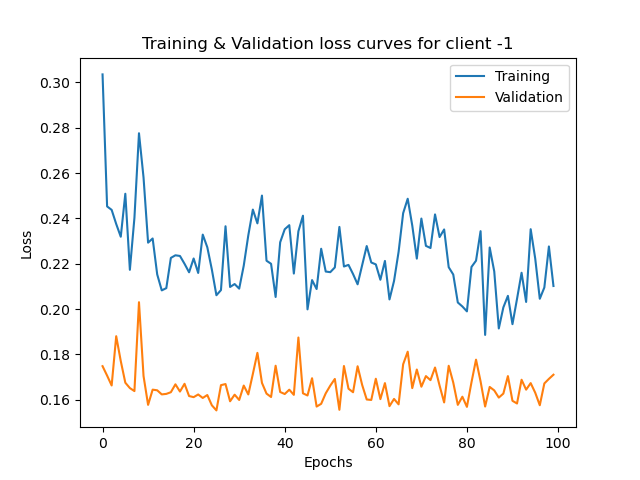 Training & Validation loss curves for client -1
Training
Validation
0.30
0.28
0.26
0.24
0.22
0.20
0.18
0.16
Loss
0 20 40 60 80 100
Epochs